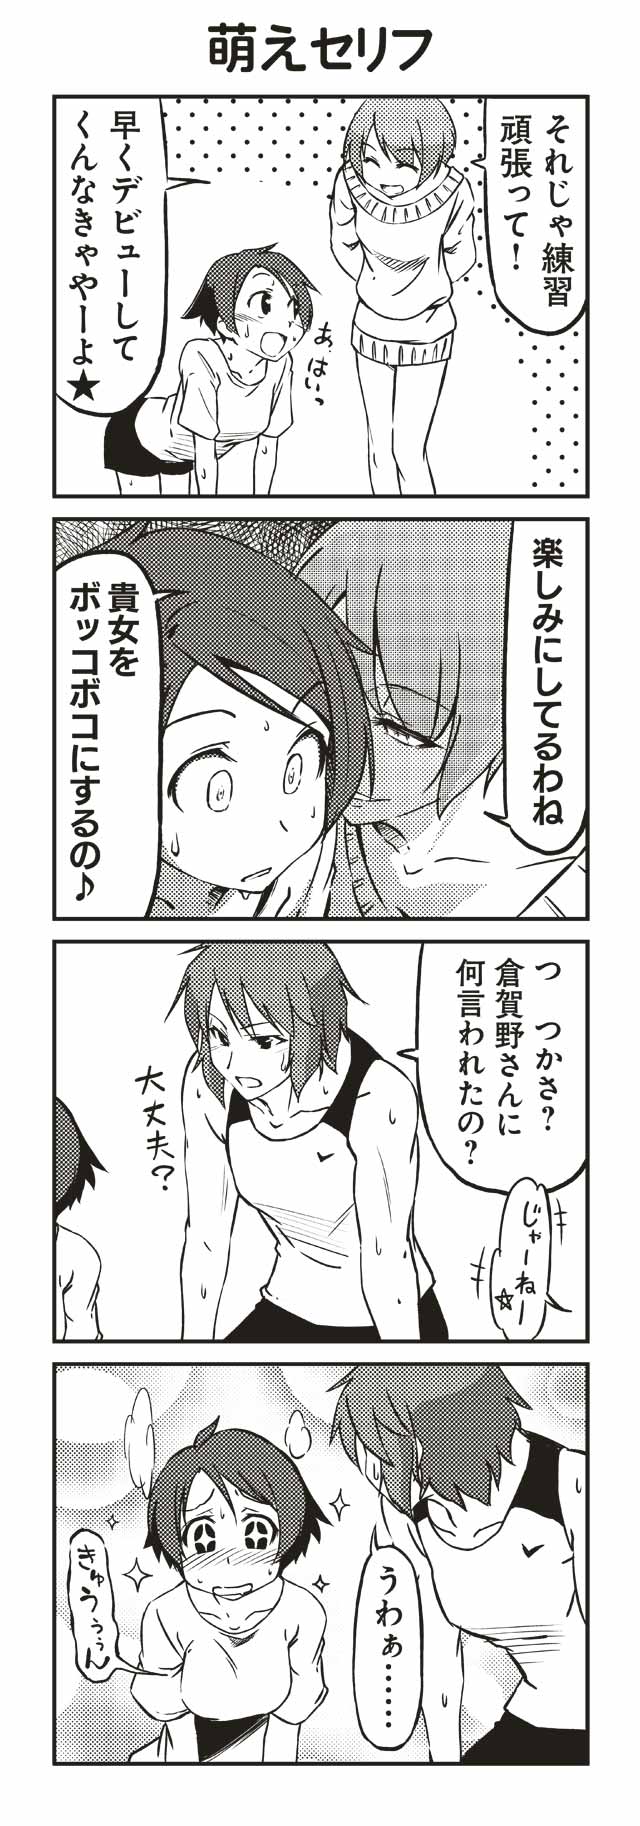 萌えセリフ
それじゃ練習
頑張って！
早くデビューして
くんなきゃやーよ★
あ、はいっ
楽しみにしてるわね
貴女を
ボッコボコにするの♪
つ つかさ？
倉賀野さんに
何言われたの？
じゃーねー☆
大丈夫？
うわぁ……
きゅうぅぅん